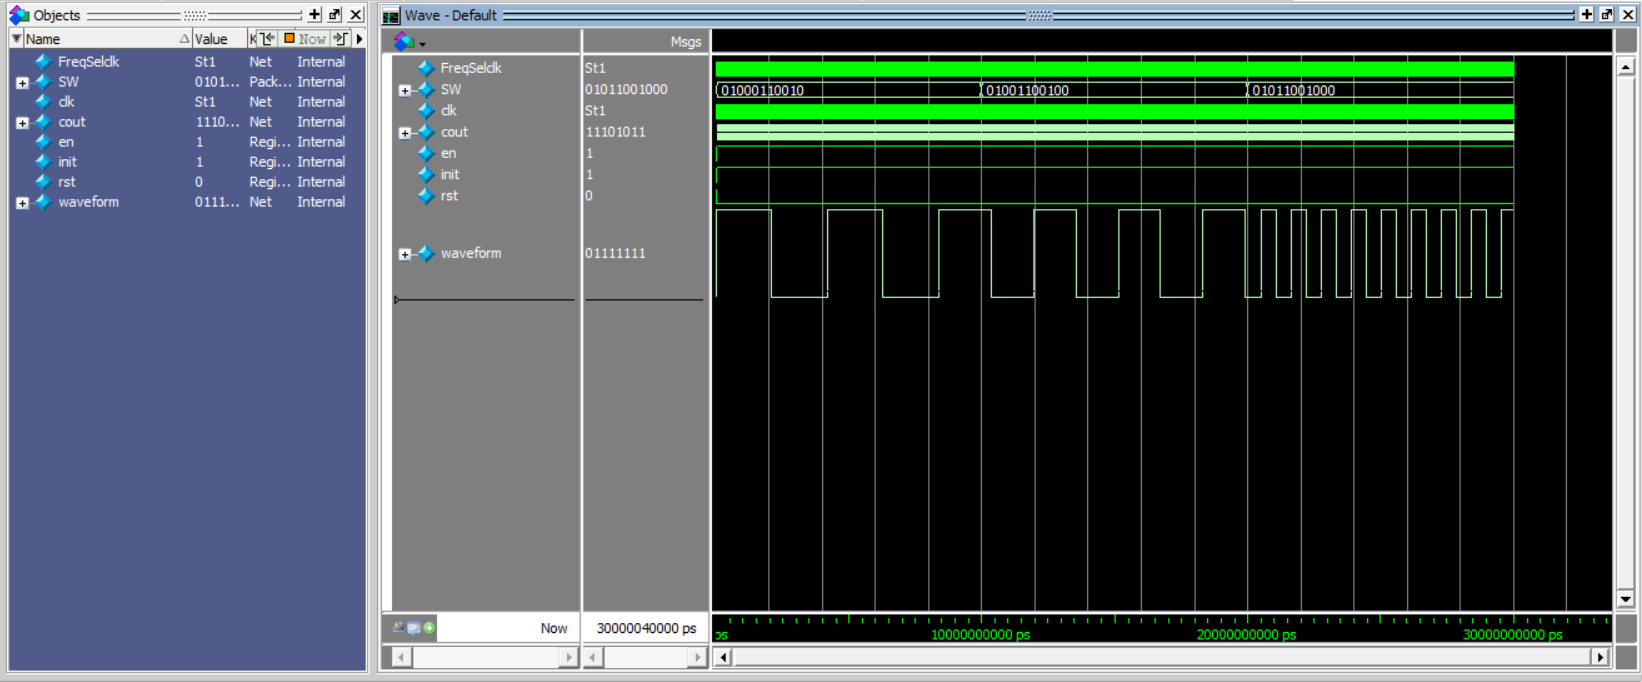 Objects
Name Value K Now
FreqSelclk St1 Net Internal
SW 0101... Pack... Internal
clk St1 Net Internal
cout 1110... Net Internal
en 1 Regi... Internal
init 1 Regi... Internal
rst 0 Regi... Internal
waveform 0111... Net Internal
Wave - Default
Msgs
FreqSelclk St1
SW 01011001000 01000110010 01001100100 01011001000
clk St1
cout 11101011
en 1
init 1
rst 0
waveform 01111111
Now 30000040000 ps
ps 10000000000 ps 20000000000 ps 30000000000 ps